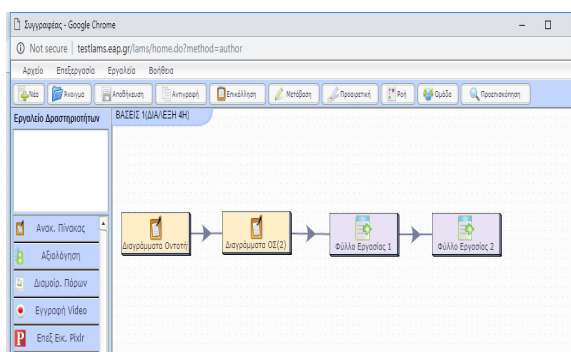 Συγγραφέας - Google Chrome
Not secure | testlams.eap.gr/lams/home.do?method=author
Αρχείο Επεξεργασία Εργαλεία Βοήθεια
Νέα Άνοιγμα Αποθήκευση Αντιγραφή Επικόλληση Μετάβαση Προαιρετική Ροή Ομάδα Προεπισκόπηση
Εργαλείο Δραστηριοτήτων ΒΑΣΕΙΣ 1(ΔΙΑΛΕΞΗ 4Η)
Ανακ. Πίνακας
Αξιολόγηση
Διαμοίρ. Πόρων
Εγγραφή Video
Επεξ Εικ. Pixlr
Διαγράμματα Οντοτή
Διαγράμματα ΟΣ(2)
Φύλλο Εργασίας 1
Φύλλο Εργασίας 2